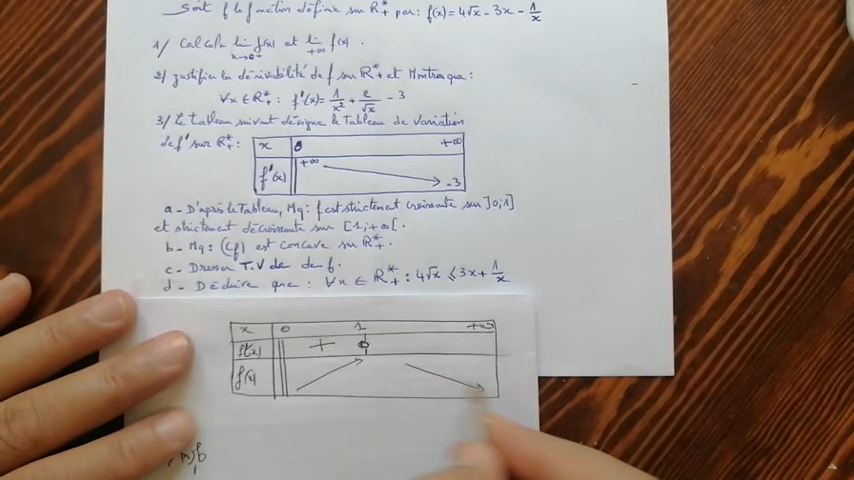 Soit f la fonction définie sur R*+ par : f(x) = 4√x - 3x - 1/x
1/ Calculer lim x→0+ f(x) et lim +∞ f(x).
2/ Justifier la dérivabilité de f sur R*+ et Montrer que :
∀x ∈ R*+ : f'(x) = 1/x² + 2/√x - 3
3/ Le tableau suivant désigne le Tableau de variation
de f' sur R*+ :
x 0 +∞
f'(x) +∞ -3
a - D'après le Tableau, Mq : f est strictement croissante sur ]0;1]
et strictement décroissante sur [1;+∞[.
b - Mq : (Cf) est concave sur R*+.
c - Dresser T.V de de f.
d - Déduire que : ∀x ∈ R*+ : 4√x ≤ 3x + 1/x
x 0 1 +∞
f'(x) + 0
f(x)